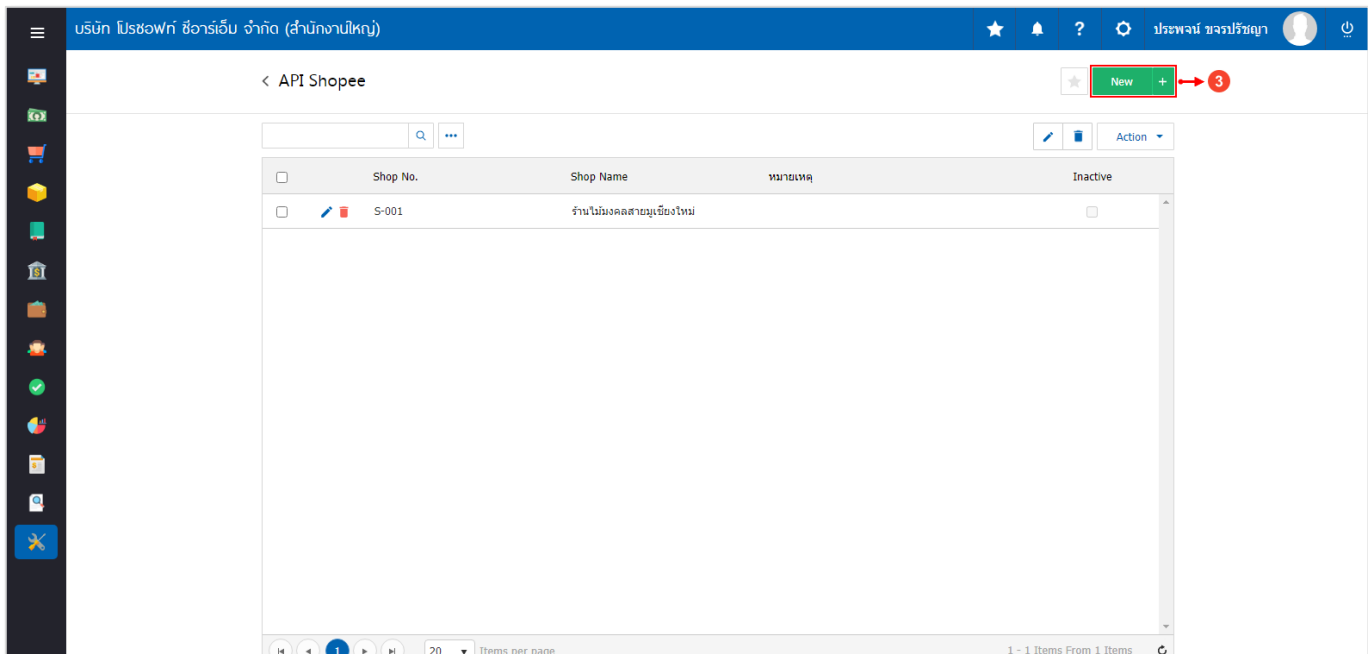 บริษัท โปรซอฟท์ ซีอาร์เอ็ม จำกัด (สำนักงานใหญ่) ? ประพจน์ ขจรปรัชญา
< API Shopee New + 3
Action
Shop No. Shop Name หมายเหตุ Inactive
S-001 ร้านไม้มงคลสายมูเชียงใหม่
1 20 Items per page 1 - 1 Items From 1 Items